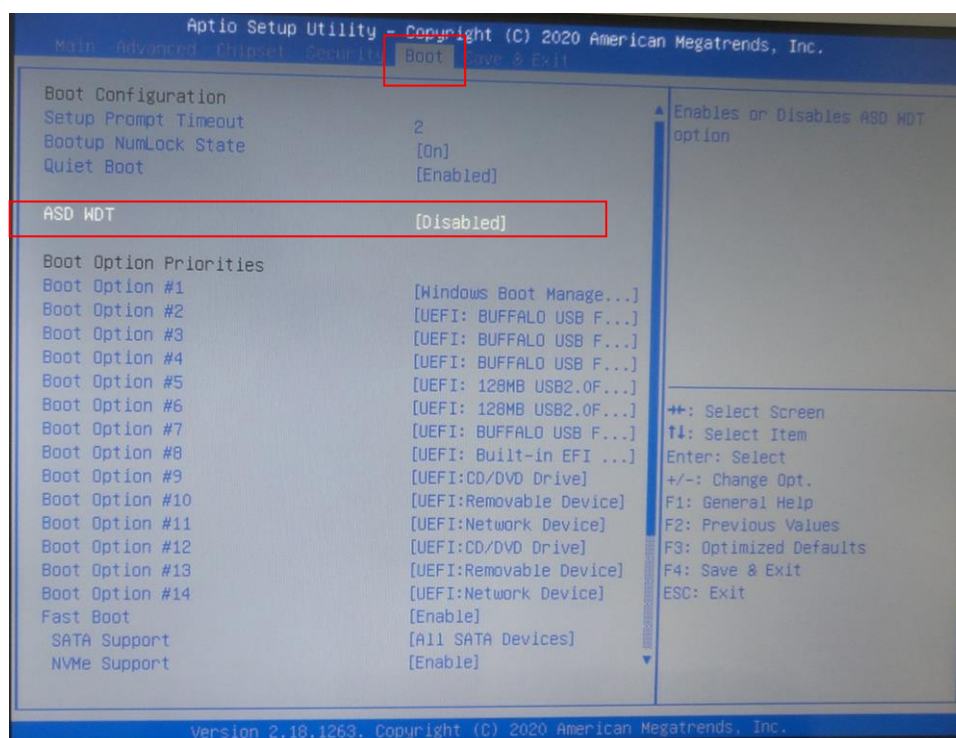 Aptio Setup Utility – Copyright (C) 2020 American Megatrends, Inc.
Main Advanced Chipset Security Boot Save & Exit
Boot Configuration
Setup Prompt Timeout 2
Bootup NumLock State [On]
Quiet Boot [Enabled]
ASD WDT [Disabled]
Boot Option Priorities
Boot Option #1 [Windows Boot Manage...]
Boot Option #2 [UEFI: BUFFALO USB F...]
Boot Option #3 [UEFI: BUFFALO USB F...]
Boot Option #4 [UEFI: BUFFALO USB F...]
Boot Option #5 [UEFI: 128MB USB2.0F...]
Boot Option #6 [UEFI: 128MB USB2.0F...]
Boot Option #7 [UEFI: BUFFALO USB F...]
Boot Option #8 [UEFI: Built-in EFI ...]
Boot Option #9 [UEFI:CD/DVD Drive]
Boot Option #10 [UEFI:Removable Device]
Boot Option #11 [UEFI:Network Device]
Boot Option #12 [UEFI:CD/DVD Drive]
Boot Option #13 [UEFI:Removable Device]
Boot Option #14 [UEFI:Network Device]
Fast Boot [Enable]
SATA Support [All SATA Devices]
NVMe Support [Enable]
Enables or Disables ASD WDT
option
→←: Select Screen
↑↓: Select Item
Enter: Select
+/-: Change Opt.
F1: General Help
F2: Previous Values
F3: Optimized Defaults
F4: Save & Exit
ESC: Exit
Version 2.18.1263. Copyright (C) 2020 American Megatrends, Inc.